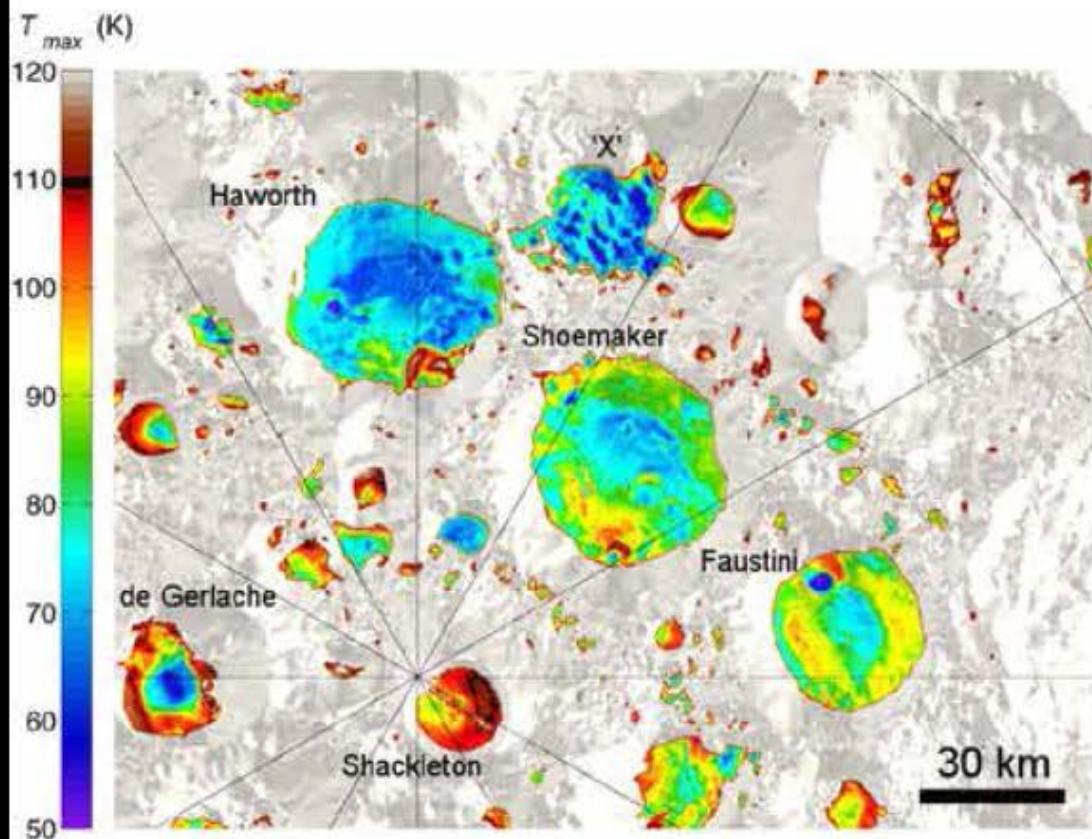 T max (K)
120
110
100
90
80
70
60
50
'X'
Haworth
Shoemaker
Faustini
de Gerlache
Shackleton
30 km